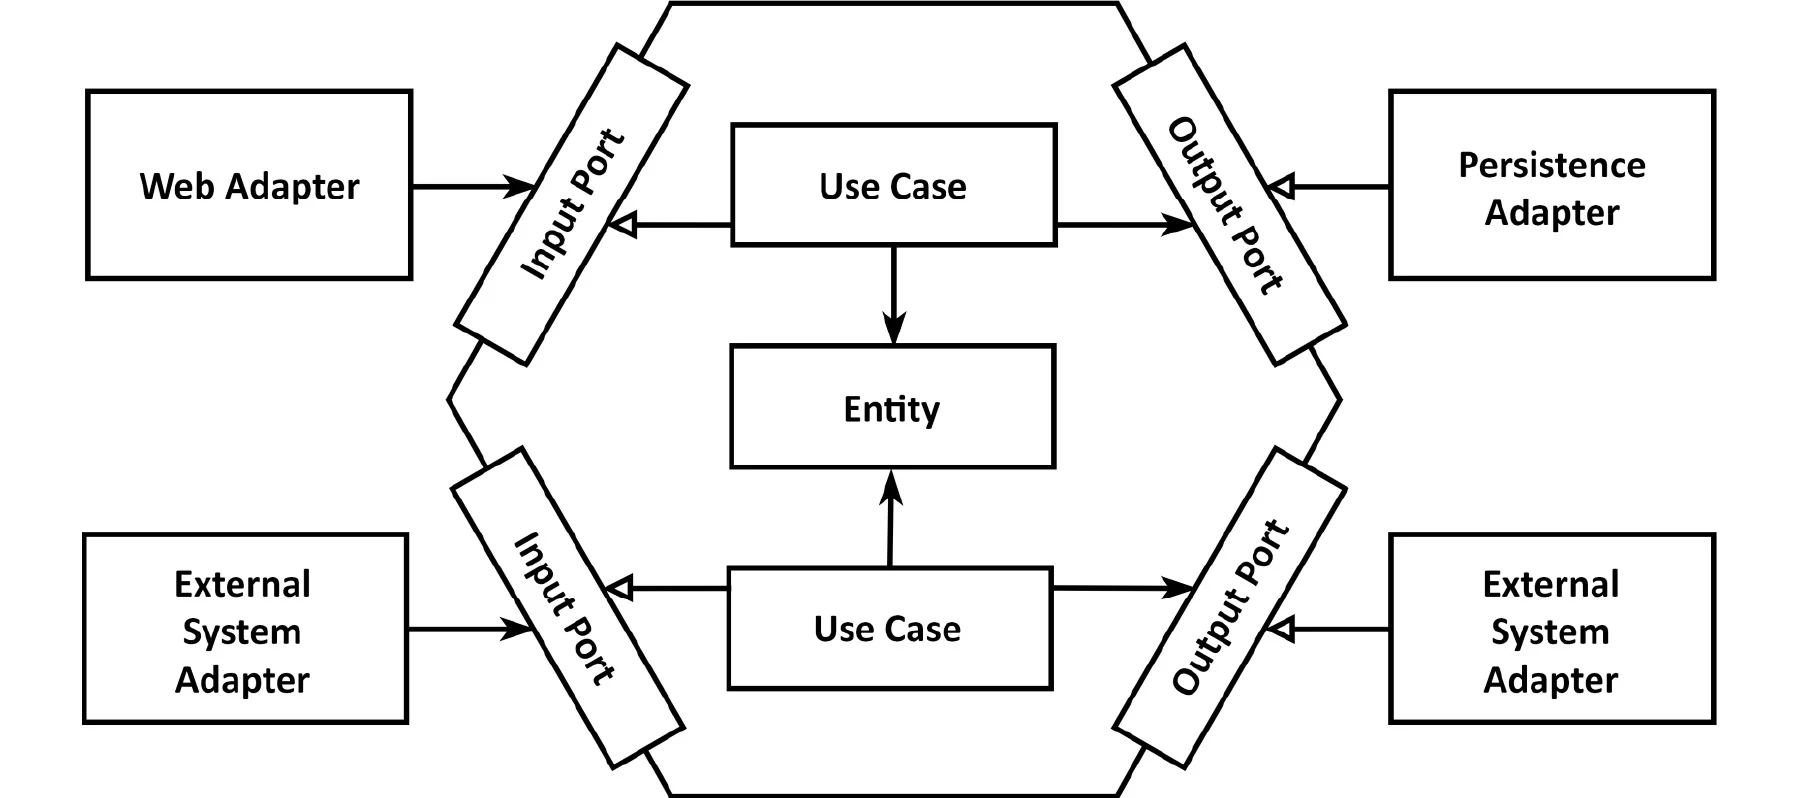 Web Adapter
Input Port
Use Case
Output Port
Persistence
Adapter
Entity
External
System
Adapter
Input Port
Use Case
Output Port
External
System
Adapter